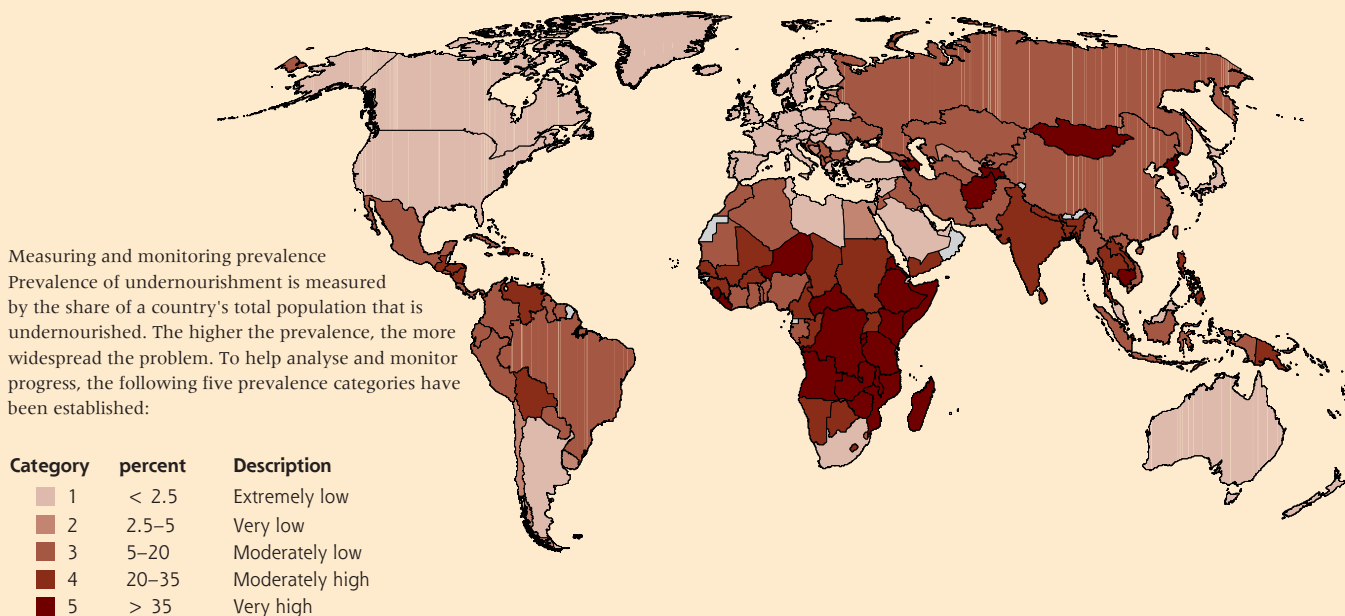 Measuring and monitoring prevalence
Prevalence of undernourishment is measured
by the share of a country's total population that is
undernourished. The higher the prevalence, the more
widespread the problem. To help analyse and monitor
progress, the following five prevalence categories have
been established:
Category percent Description
1 < 2.5 Extremely low
2 2.5–5 Very low
3 5–20 Moderately low
4 20–35 Moderately high
5 > 35 Very high